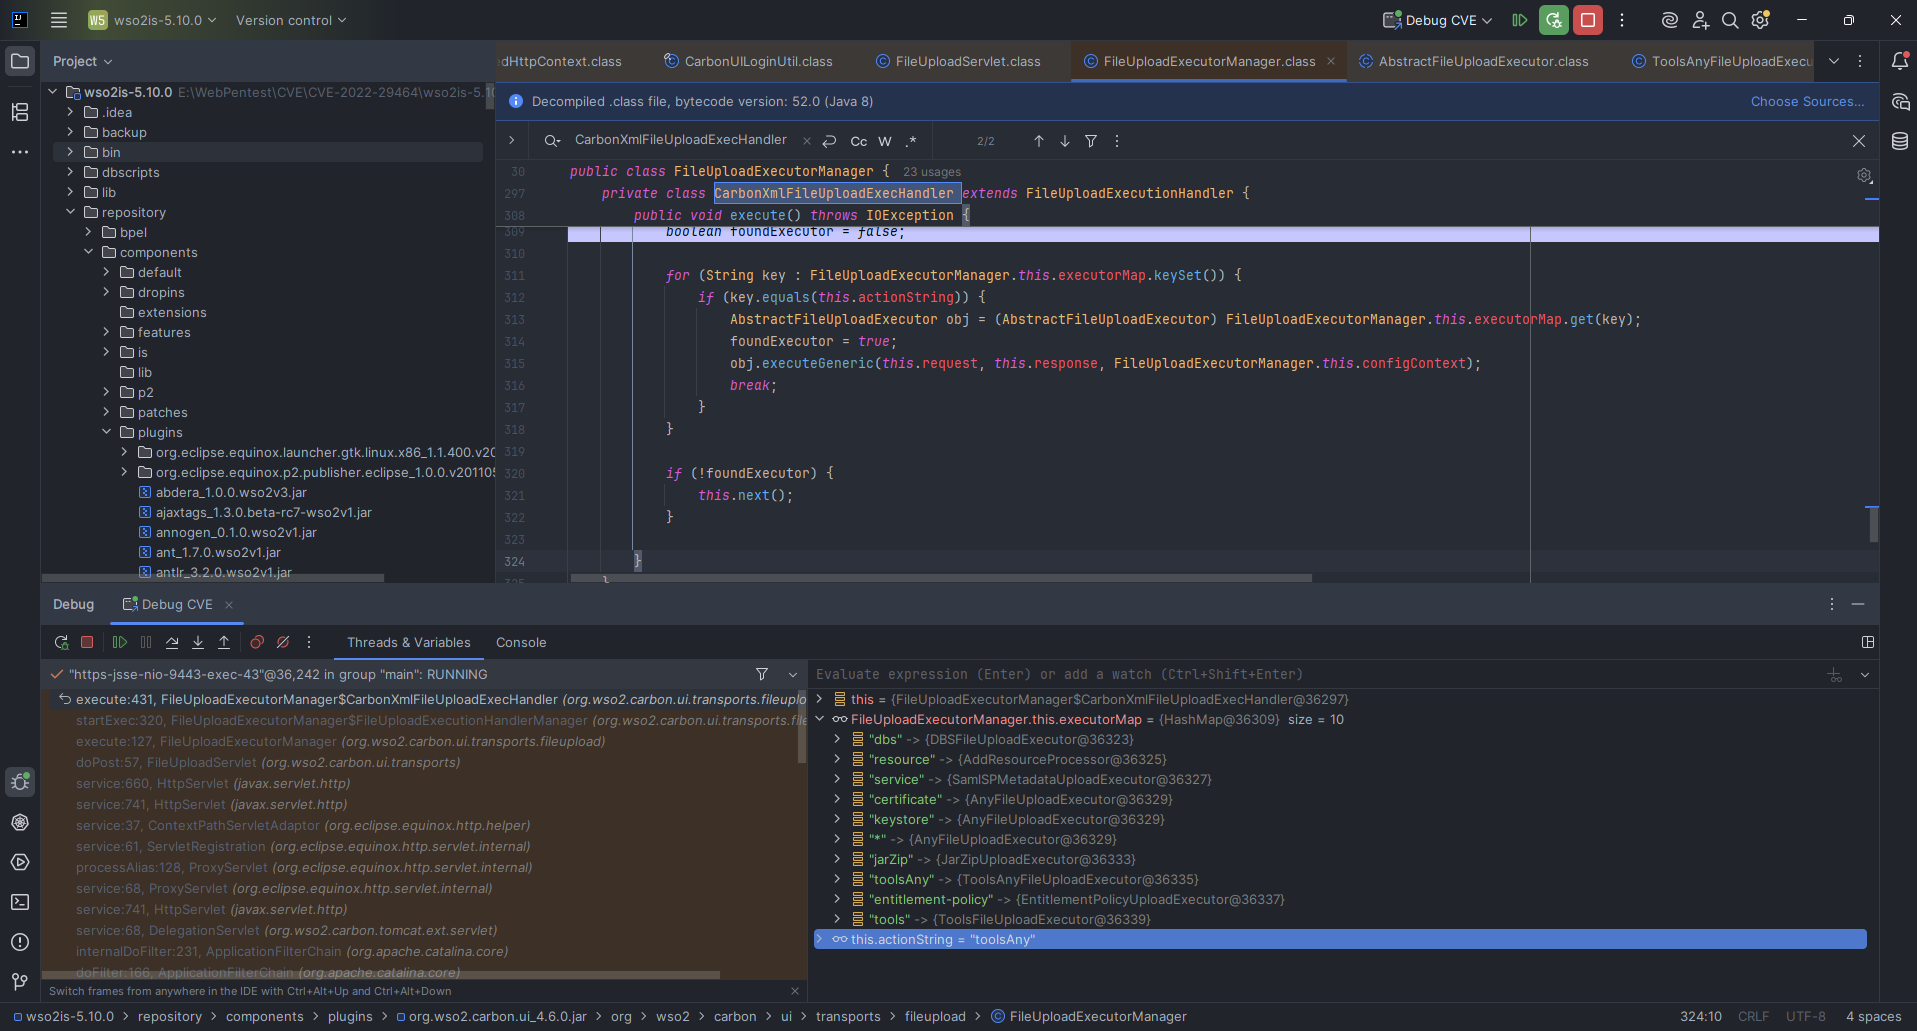 W5 wso2is-5.10.0 Version control Debug CVE
Project
edHttpContext.class CarbonUILoginUtil.class FileUploadServlet.class FileUploadExecutorManager.class AbstractFileUploadExecutor.class ToolsAnyFileUploadExecu
wso2is-5.10.0 E:\WebPentest\CVE\CVE-2022-29464\wso2is-5.10
.idea
backup
bin
dbscripts
lib
repository
bpel
components
default
dropins
extensions
features
is
lib
p2
patches
plugins
org.eclipse.equinox.launcher.gtk.linux.x86_1.1.400.v20
org.eclipse.equinox.p2.publisher.eclipse_1.0.0.v201105
abdera_1.0.0.wso2v3.jar
ajaxtags_1.3.0.beta-rc7-wso2v1.jar
annogen_0.1.0.wso2v1.jar
ant_1.7.0.wso2v1.jar
antlr_3.2.0.wso2v1.jar
Decompiled .class file, bytecode version: 52.0 (Java 8) Choose Sources...
CarbonXmlFileUploadExecHandler Cc W .* 2/2
30 public class FileUploadExecutorManager { 23 usages
297 private class CarbonXmlFileUploadExecHandler extends FileUploadExecutionHandler {
308 public void execute() throws IOException {
309 boolean foundExecutor = false;
310
311 for (String key : FileUploadExecutorManager.this.executorMap.keySet()) {
312 if (key.equals(this.actionString)) {
313 AbstractFileUploadExecutor obj = (AbstractFileUploadExecutor) FileUploadExecutorManager.this.executorMap.get(key);
314 foundExecutor = true;
315 obj.executeGeneric(this.request, this.response, FileUploadExecutorManager.this.configContext);
316 break;
317 }
318 }
319
320 if (!foundExecutor) {
321 this.next();
322 }
323
324 }
325 }
Debug Debug CVE
Threads & Variables Console
"https-jsse-nio-9443-exec-43"@36,242 in group "main": RUNNING
execute:431, FileUploadExecutorManager$CarbonXmlFileUploadExecHandler (org.wso2.carbon.ui.transports.fileuplo
startExec:320, FileUploadExecutorManager$FileUploadExecutionHandlerManager (org.wso2.carbon.ui.transports.file
execute:127, FileUploadExecutorManager (org.wso2.carbon.ui.transports.fileupload)
doPost:57, FileUploadServlet (org.wso2.carbon.ui.transports)
service:660, HttpServlet (javax.servlet.http)
service:741, HttpServlet (javax.servlet.http)
service:37, ContextPathServletAdaptor (org.eclipse.equinox.http.helper)
service:61, ServletRegistration (org.eclipse.equinox.http.servlet.internal)
processAlias:128, ProxyServlet (org.eclipse.equinox.http.servlet.internal)
service:68, ProxyServlet (org.eclipse.equinox.http.servlet.internal)
service:741, HttpServlet (javax.servlet.http)
service:68, DelegationServlet (org.wso2.carbon.tomcat.ext.servlet)
internalDoFilter:231, ApplicationFilterChain (org.apache.catalina.core)
doFilter:166, ApplicationFilterChain (org.apache.catalina.core)
Switch frames from anywhere in the IDE with Ctrl+Alt+Up and Ctrl+Alt+Down
Evaluate expression (Enter) or add a watch (Ctrl+Shift+Enter)
this = {FileUploadExecutorManager$CarbonXmlFileUploadExecHandler@36297}
FileUploadExecutorManager.this.executorMap = {HashMap@36309} size = 10
"dbs" -> {DBSFileUploadExecutor@36323}
"resource" -> {AddResourceProcessor@36325}
"service" -> {SamlSPMetadataUploadExecutor@36327}
"certificate" -> {AnyFileUploadExecutor@36329}
"keystore" -> {AnyFileUploadExecutor@36329}
"*" -> {AnyFileUploadExecutor@36329}
"jarZip" -> {JarZipUploadExecutor@36333}
"toolsAny" -> {ToolsAnyFileUploadExecutor@36335}
"entitlement-policy" -> {EntitlementPolicyUploadExecutor@36337}
"tools" -> {ToolsFileUploadExecutor@36339}
this.actionString = "toolsAny"
wso2is-5.10.0 repository components plugins org.wso2.carbon.ui_4.6.0.jar org wso2 carbon ui transports fileupload FileUploadExecutorManager 324:10 CRLF UTF-8 4 spaces